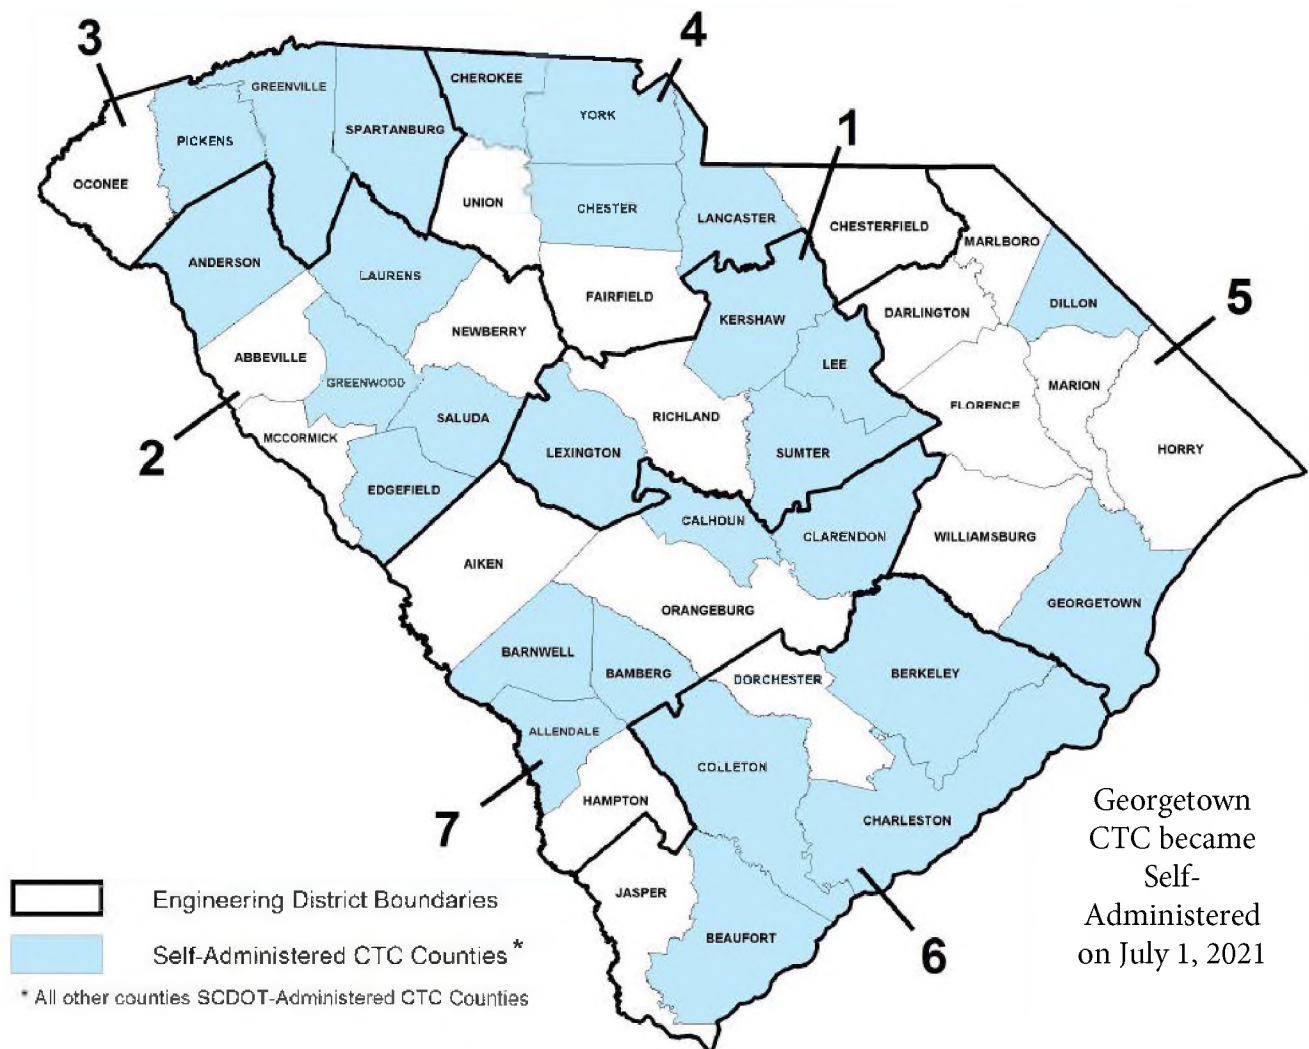 3
4
CHEROKEE
GREENVILLE
YORK
SPARTANBURG
PICKENS
1
OCONEE
UNION
CHESTER
LANCASTER
CHESTERFIELD
MARLBORO
ANDERSON
LAURENS
FAIRFIELD
KERSHAW
DARLINGTON
DILLON
5
NEWBERRY
ABBEVILLE
GREENWOOD
LEE
MARION
SALUDA
RICHLAND
FLORENCE
2
MCCORMICK
LEXINGTON
SUMTER
HORRY
EDGEFIELD
CALHOUN
CLARENDON
WILLIAMSBURG
AIKEN
ORANGEBURG
GEORGETOWN
BARNWELL
BAMBERG
DORCHESTER
BERKELEY
ALLENDALE
COLLETON
HAMPTON
CHARLESTON
7
JASPER
BEAUFORT
6
Georgetown
CTC became
Self-
Administered
on July 1, 2021
Engineering District Boundaries
Self-Administered CTC Counties*
* All other counties SCDOT-Administered CTC Counties